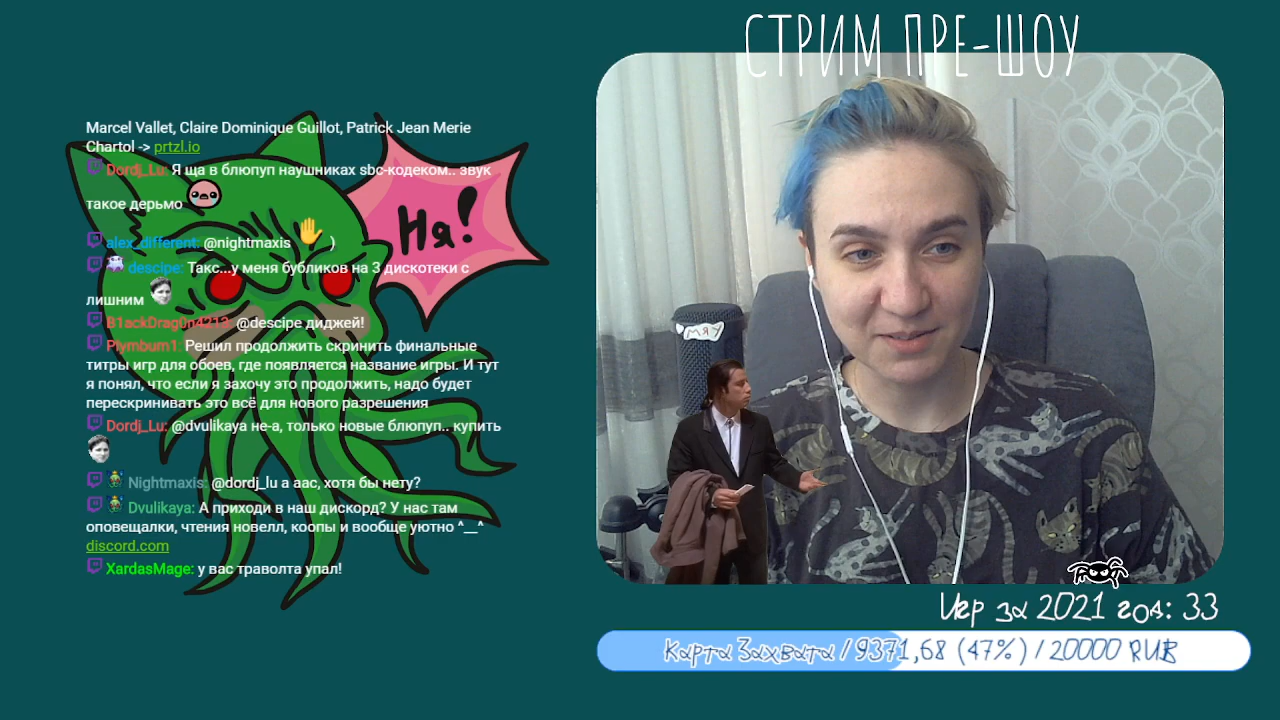 СТРИМ ПРЕ-ШОУ
Marcel Vallet, Claire Dominique Guillot, Patrick Jean Merie
Chartol -> prtzl.io
Dordj_Lu: Я ща в блюпуп наушниках sbc-кодеком.. звук
такое дерьмо
alex_different: @nightmaxis )
descipe: Такс...у меня бубликов на 3 дискотеки с
лишним
B1ackDrag0n4213: @descipe диджей!
Plymbum1: Решил продолжить скринить финальные
титры игр для обоев, где появляется название игры. И тут
я понял, что если я захочу это продолжить, надо будет
перескринивать это всё для нового разрешения
Dordj_Lu: @dvulikaya не-а, только новые блюпуп.. купить
Nightmaxis: @dordj_lu а аас, хотя бы нету?
Dvulikaya: А приходи в наш дискорд? У нас там
оповещалки, чтения новелл, коопы и вообще уютно ^__^
discord.com
XardasMage: у вас траволта упал!
Ня!
МЯУ
Игр за 2021 год: 33
Карта Захвата / 9371,68 (47%) / 20000 RUB